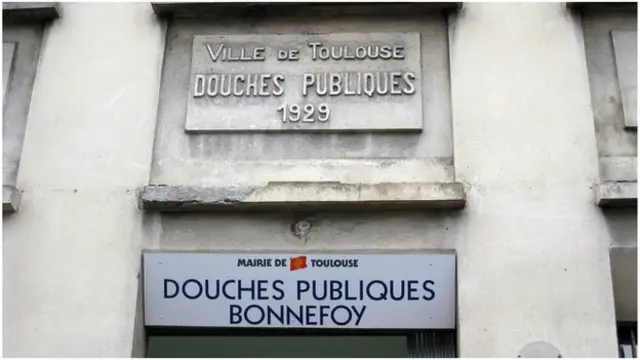 VILLE DE TOULOUSE
DOUCHES PUBLIQUES
1929
MAIRIE DE TOULOUSE
DOUCHES PUBLIQUES
BONNEFOY